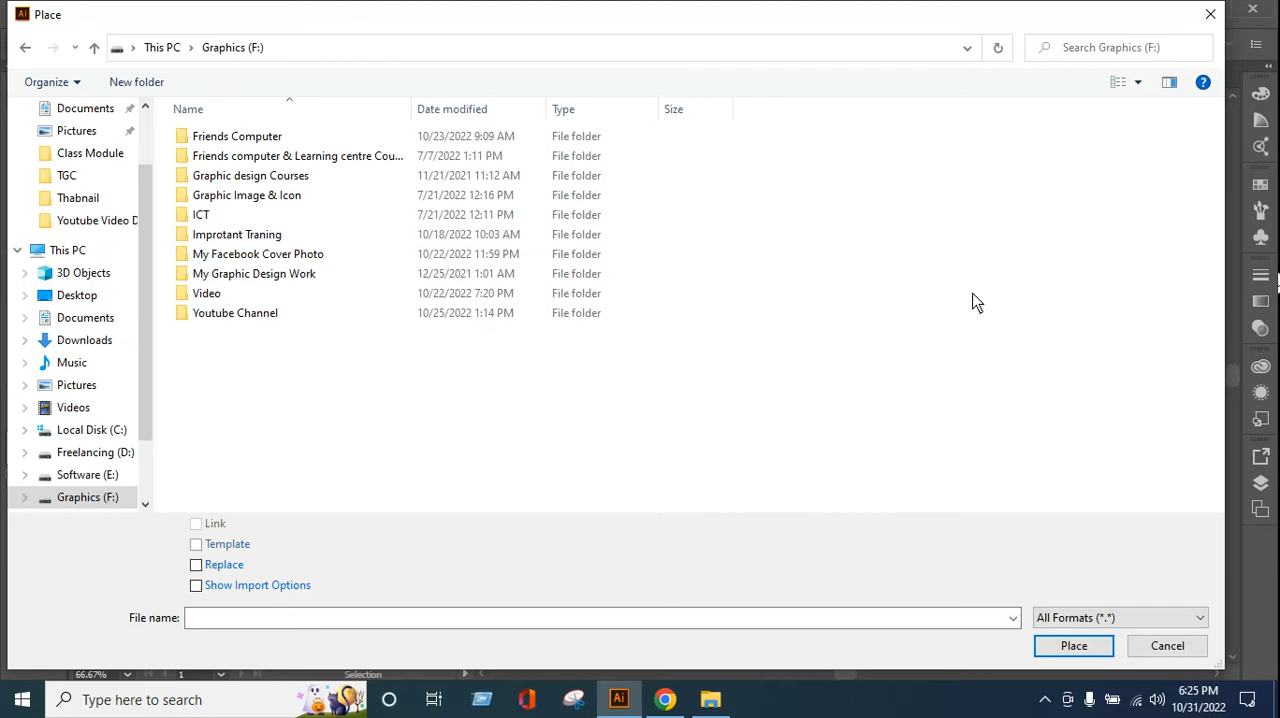 Place
This PC Graphics (F:)
Search Graphics (F:)
Organize New folder
Name Date modified Type Size
Documents
Pictures
Class Module
TGC
Thabnail
Youtube Video D
This PC
3D Objects
Desktop
Documents
Downloads
Music
Pictures
Videos
Local Disk (C:)
Freelancing (D:)
Software (E:)
Graphics (F:)
Friends Computer 10/23/2022 9:09 AM File folder
Friends computer & Learning centre Cou... 7/7/2022 1:11 PM File folder
Graphic design Courses 11/21/2021 11:12 AM File folder
Graphic Image & Icon 7/21/2022 12:16 PM File folder
ICT 7/21/2022 12:11 PM File folder
Improtant Traning 10/18/2022 10:03 AM File folder
My Facebook Cover Photo 10/22/2022 11:59 PM File folder
My Graphic Design Work 12/25/2021 1:01 AM File folder
Video 10/22/2022 7:20 PM File folder
Youtube Channel 10/25/2022 1:14 PM File folder
Link
Template
Replace
Show Import Options
File name: All Formats (*.*)
Place Cancel
66.67% 1 Selection
Type here to search
Ai
6:25 PM
10/31/2022